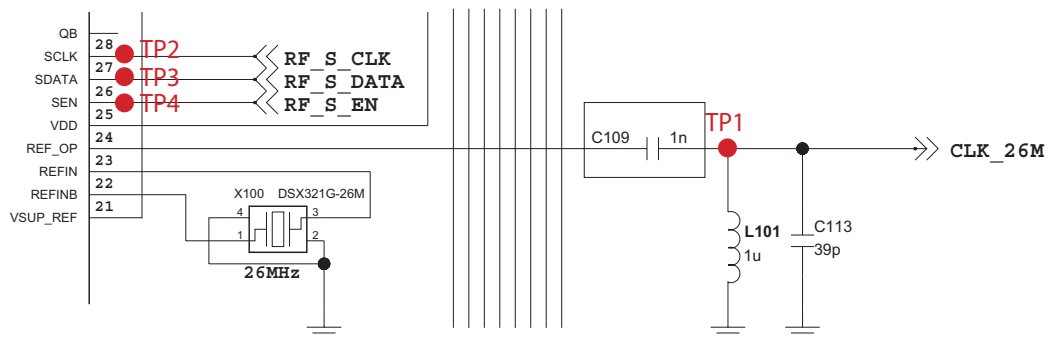 QB
28
SCLK TP2 RF_S_CLK
27
SDATA TP3 RF_S_DATA
26
SEN TP4 RF_S_EN
25
VDD
24
REF_OP
23
REFIN
22
REFINB
21
VSUP_REF
X100 DSX321G-26M
4 3
1 2
26MHz
C109 1n
TP1
CLK_26M
L101
1u
C113
39p